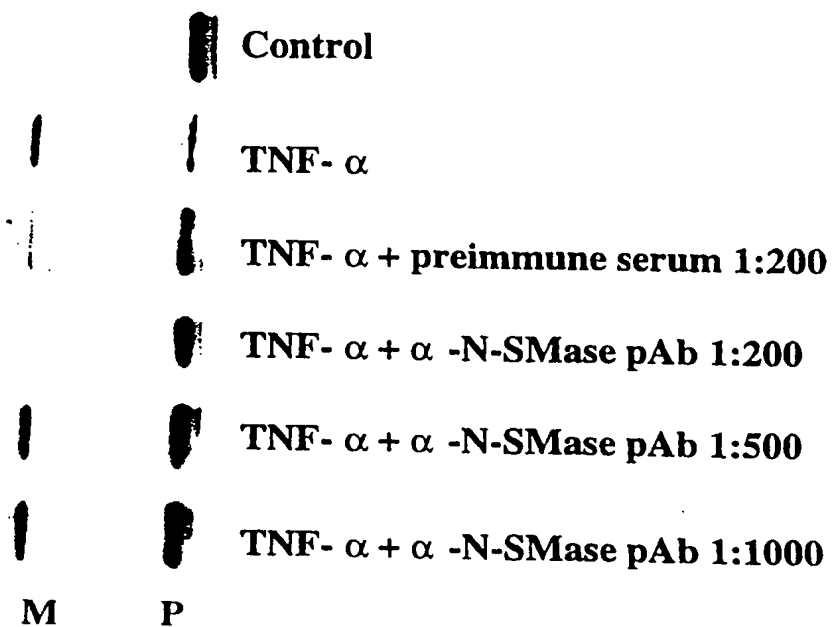 Control
TNF- α
TNF- α + preimmune serum 1:200
TNF- α + α -N-SMase pAb 1:200
TNF- α + α -N-SMase pAb 1:500
TNF- α + α -N-SMase pAb 1:1000
M P